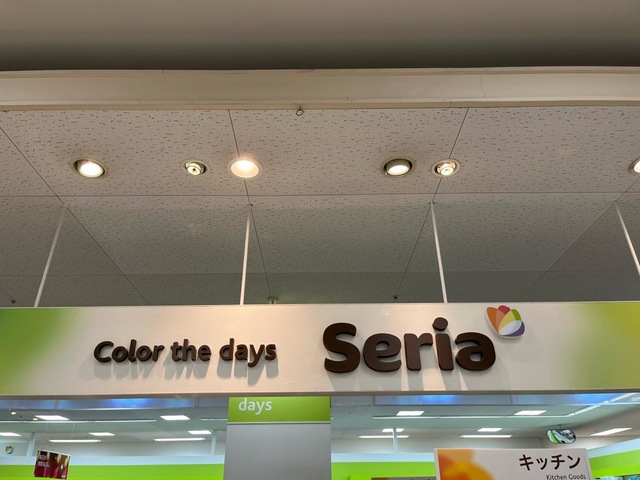 Color the days Seria
days
キッチン
Kitchen Goods